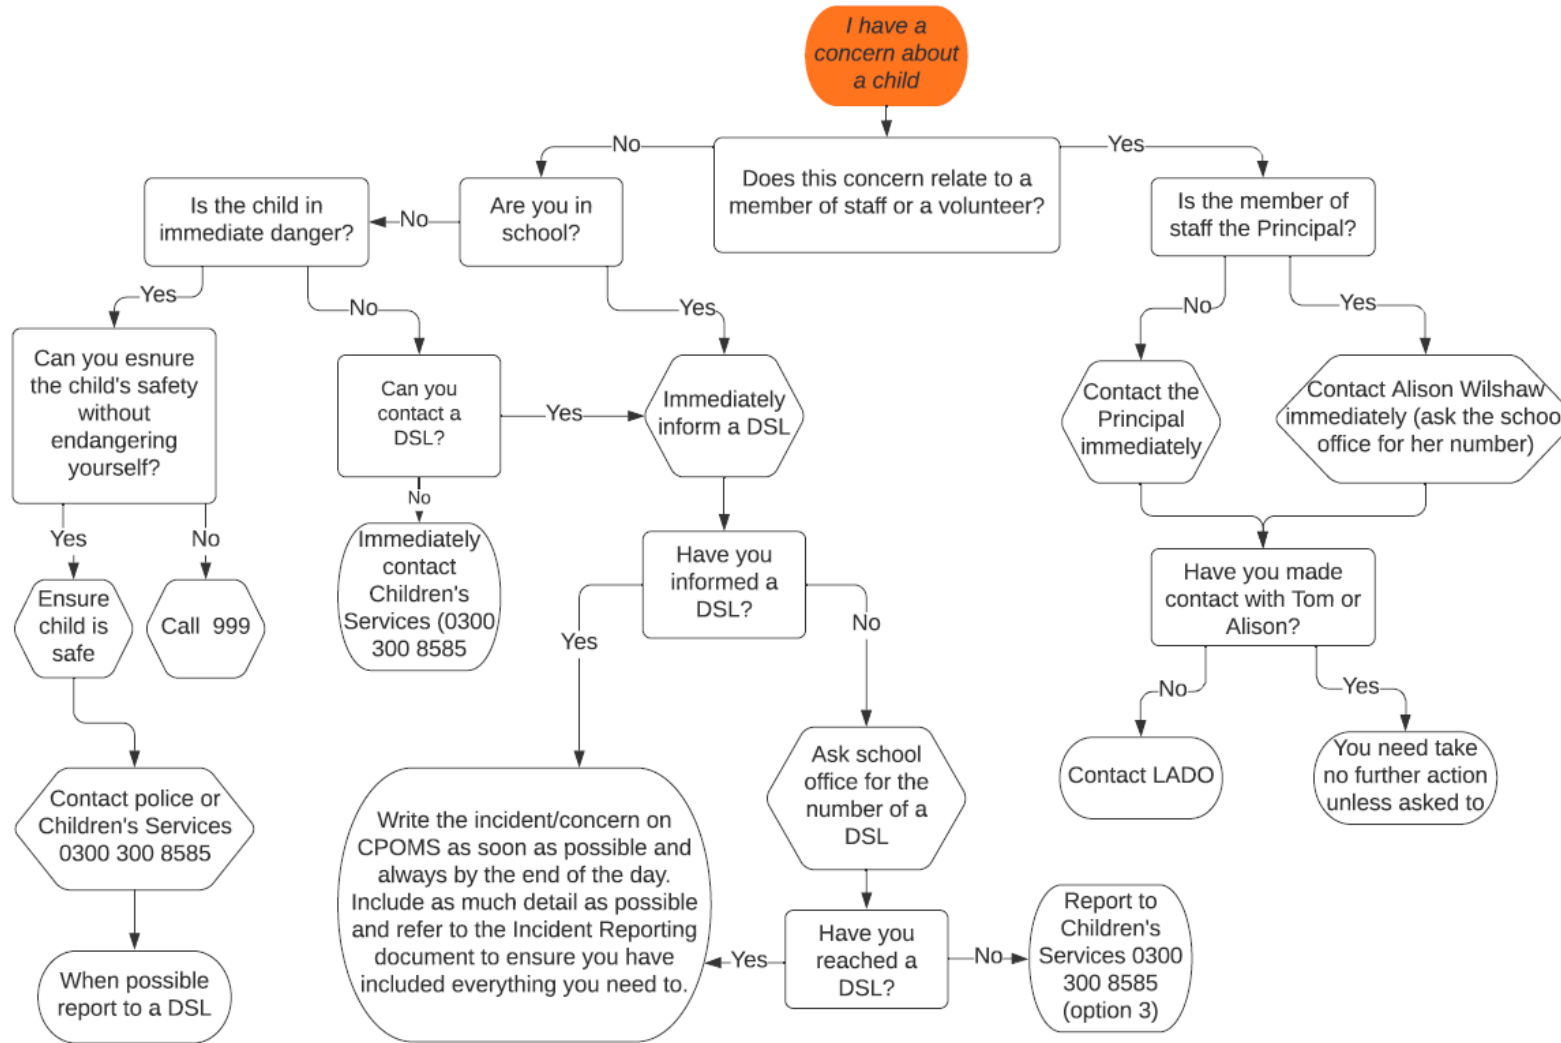 I have a
concern about
a child
No
Yes
Does this concern relate to a
member of staff or a volunteer?
Is the child in
immediate danger?
No
Are you in
school?
Is the member of
staff the Principal?
Yes
No
Yes
No
Yes
Can you esnure
the child's safety
without
endangering
yourself?
Can you
contact a
DSL?
Yes
Immediately
inform a DSL
Contact the
Principal
immediately
Contact Alison Wilshaw
immediately (ask the schoo
office for her number)
Yes
No
No
Ensure
child is
safe
Call 999
Immediately
contact
Children's
Services (0300
300 8585
Have you
informed a
DSL?
Have you made
contact with Tom or
Alison?
Yes
No
No
Yes
Contact police or
Children's Services
0300 300 8585
Write the incident/concern on
CPOMS as soon as possible and
always by the end of the day.
Include as much detail as possible
and refer to the Incident Reporting
document to ensure you have
included everything you need to.
Ask school
office for the
number of a
DSL
Contact LADO
You need take
no further action
unless asked to
When possible
report to a DSL
Yes
Have you
reached a
DSL?
No
Report to
Children's
Services 0300
300 8585
(option 3)